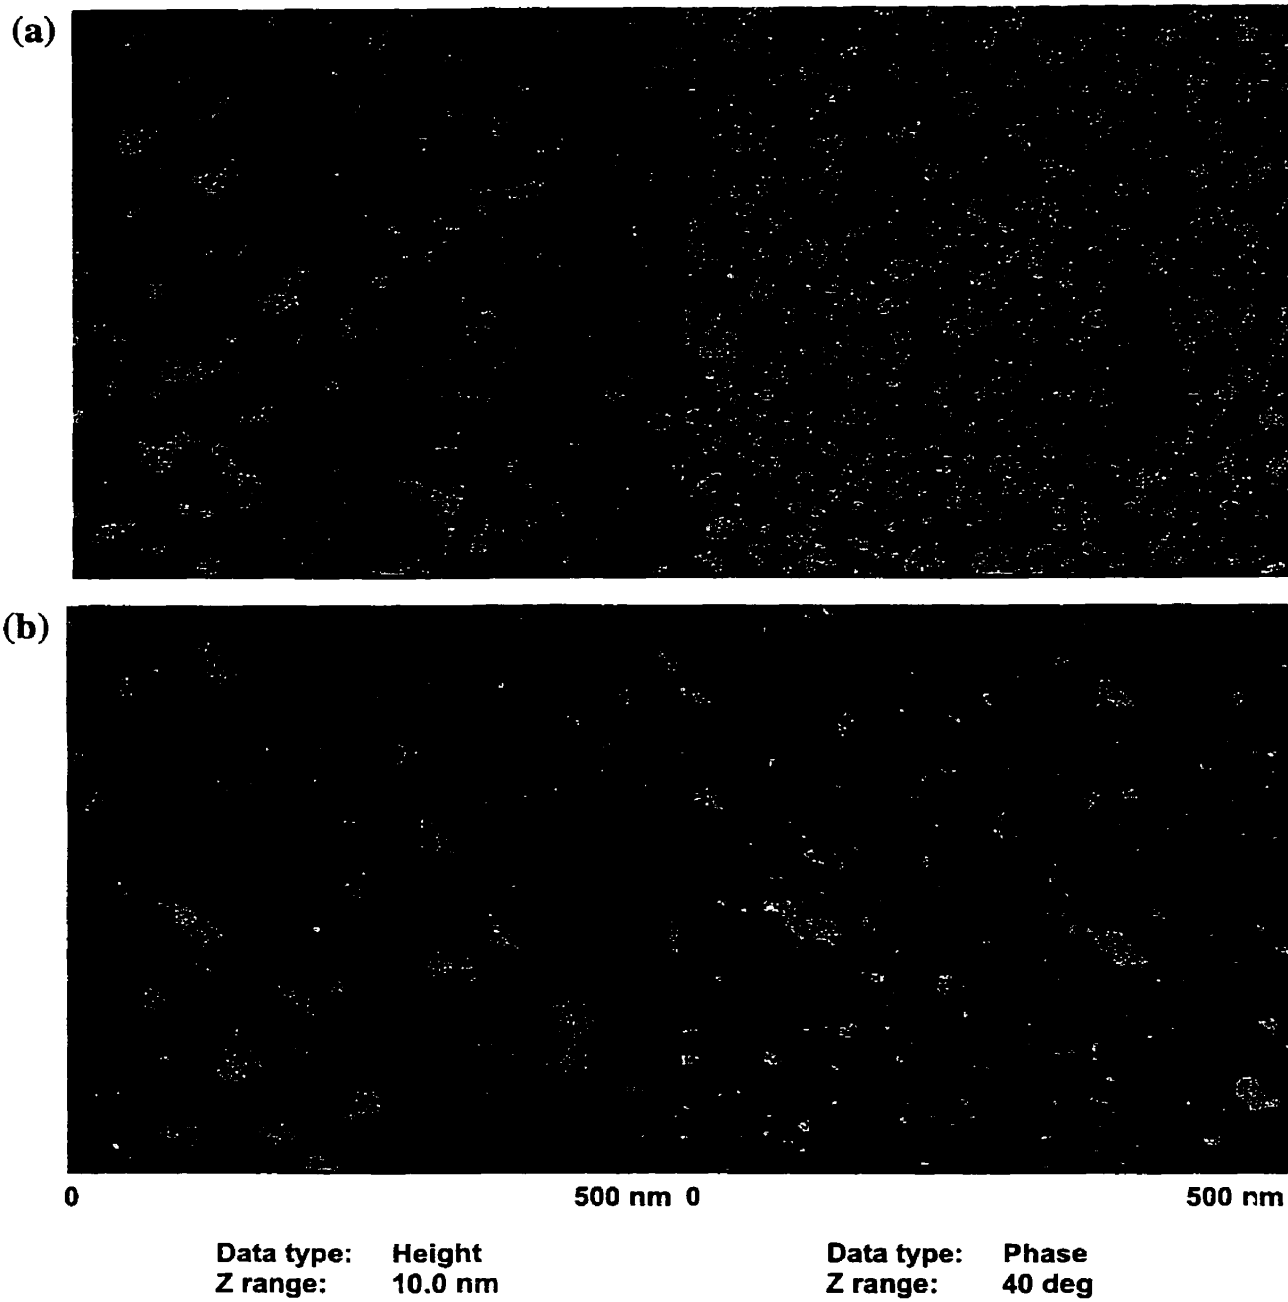 (a)
(b)
0 500 nm 0 500 nm
Data type: Height Data type: Phase
Z range: 10.0 nm Z range: 40 deg